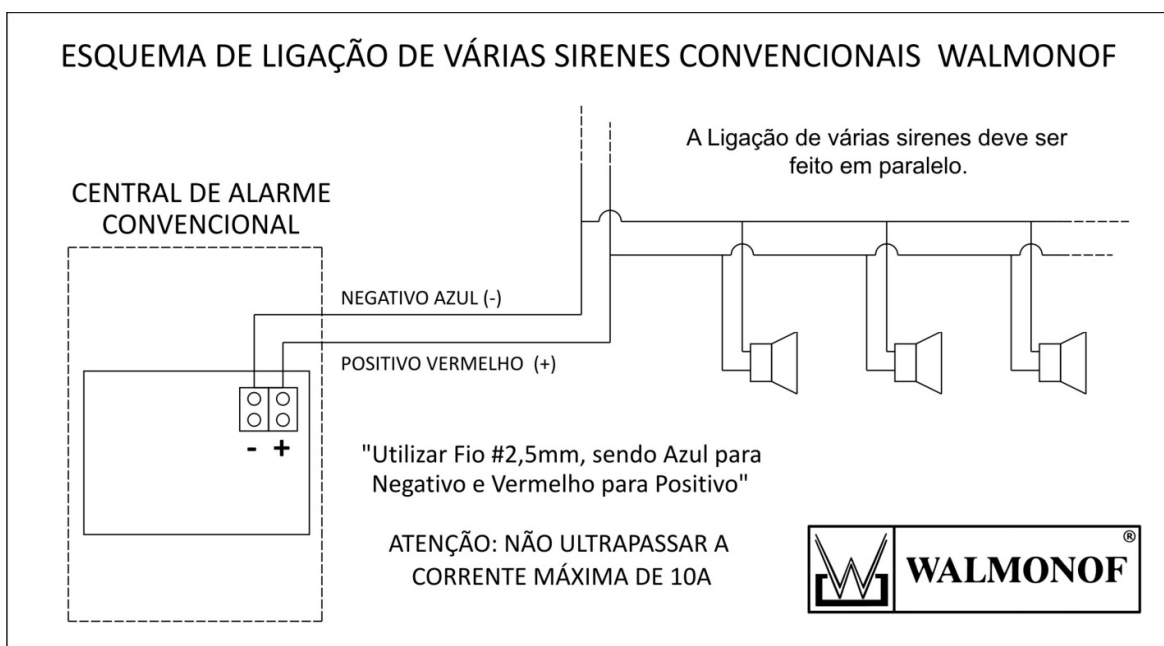 ESQUEMA DE LIGAÇÃO DE VÁRIAS SIRENES CONVENCIONAIS WALMONOF
A Ligação de várias sirenes deve ser
feito em paralelo.
CENTRAL DE ALARME
CONVENCIONAL
NEGATIVO AZUL (-)
POSITIVO VERMELHO (+)
- +
"Utilizar Fio #2,5mm, sendo Azul para
Negativo e Vermelho para Positivo"
ATENÇÃO: NÃO ULTRAPASSAR A
CORRENTE MÁXIMA DE 10A
W WALMONOF®